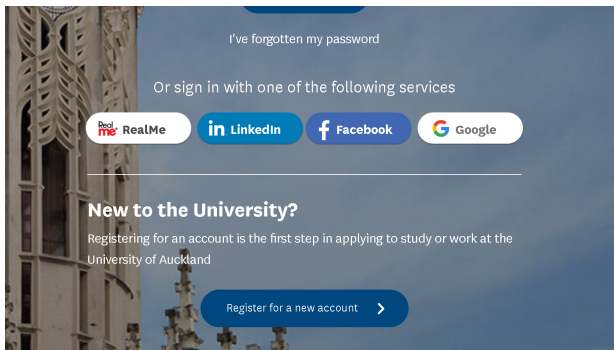 I've forgotten my password
Or sign in with one of the following services
Real me RealMe
in LinkedIn
f Facebook
G Google
New to the University?
Registering for an account is the first step in applying to study or work at the
University of Auckland
Register for a new account